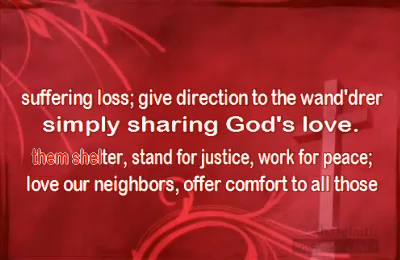 suffering loss; give direction to the wand'drer
simply sharing God's love.
them shelter, stand for justice, work for peace;
love our neighbors, offer comfort to all those